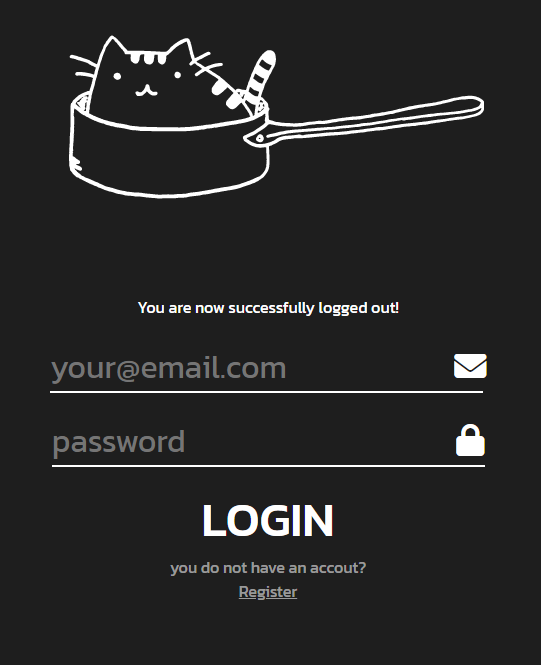 You are now successfully logged out!
your@email.com
password
LOGIN
you do not have an accout?
Register